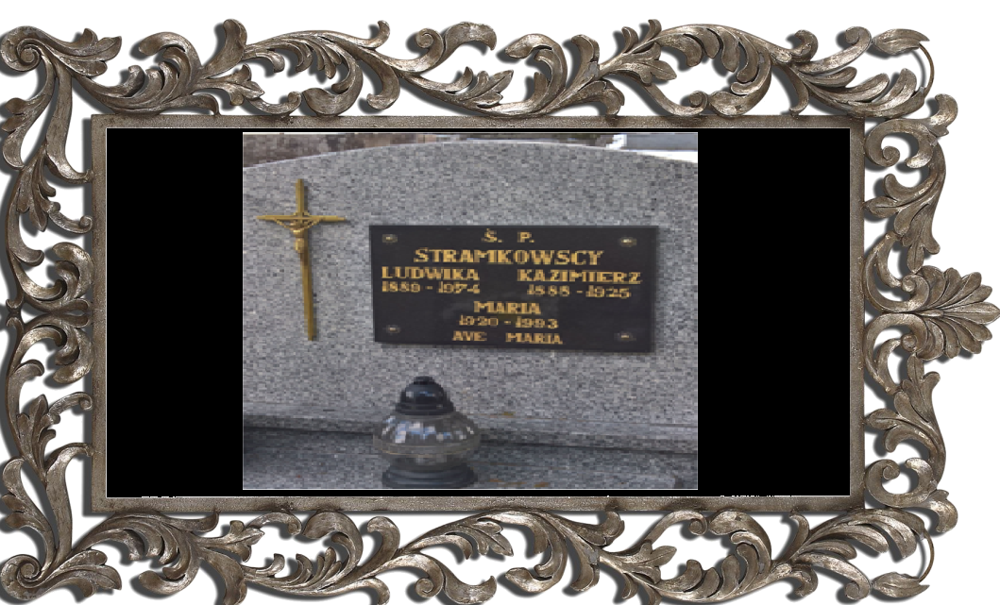 Ś. P.
STRAMKOWSCY
LUDWIKA KAZIMIERZ
1889 - 1974 1888 - 1925
MARIA
1920 - 1993
AVE MARIA